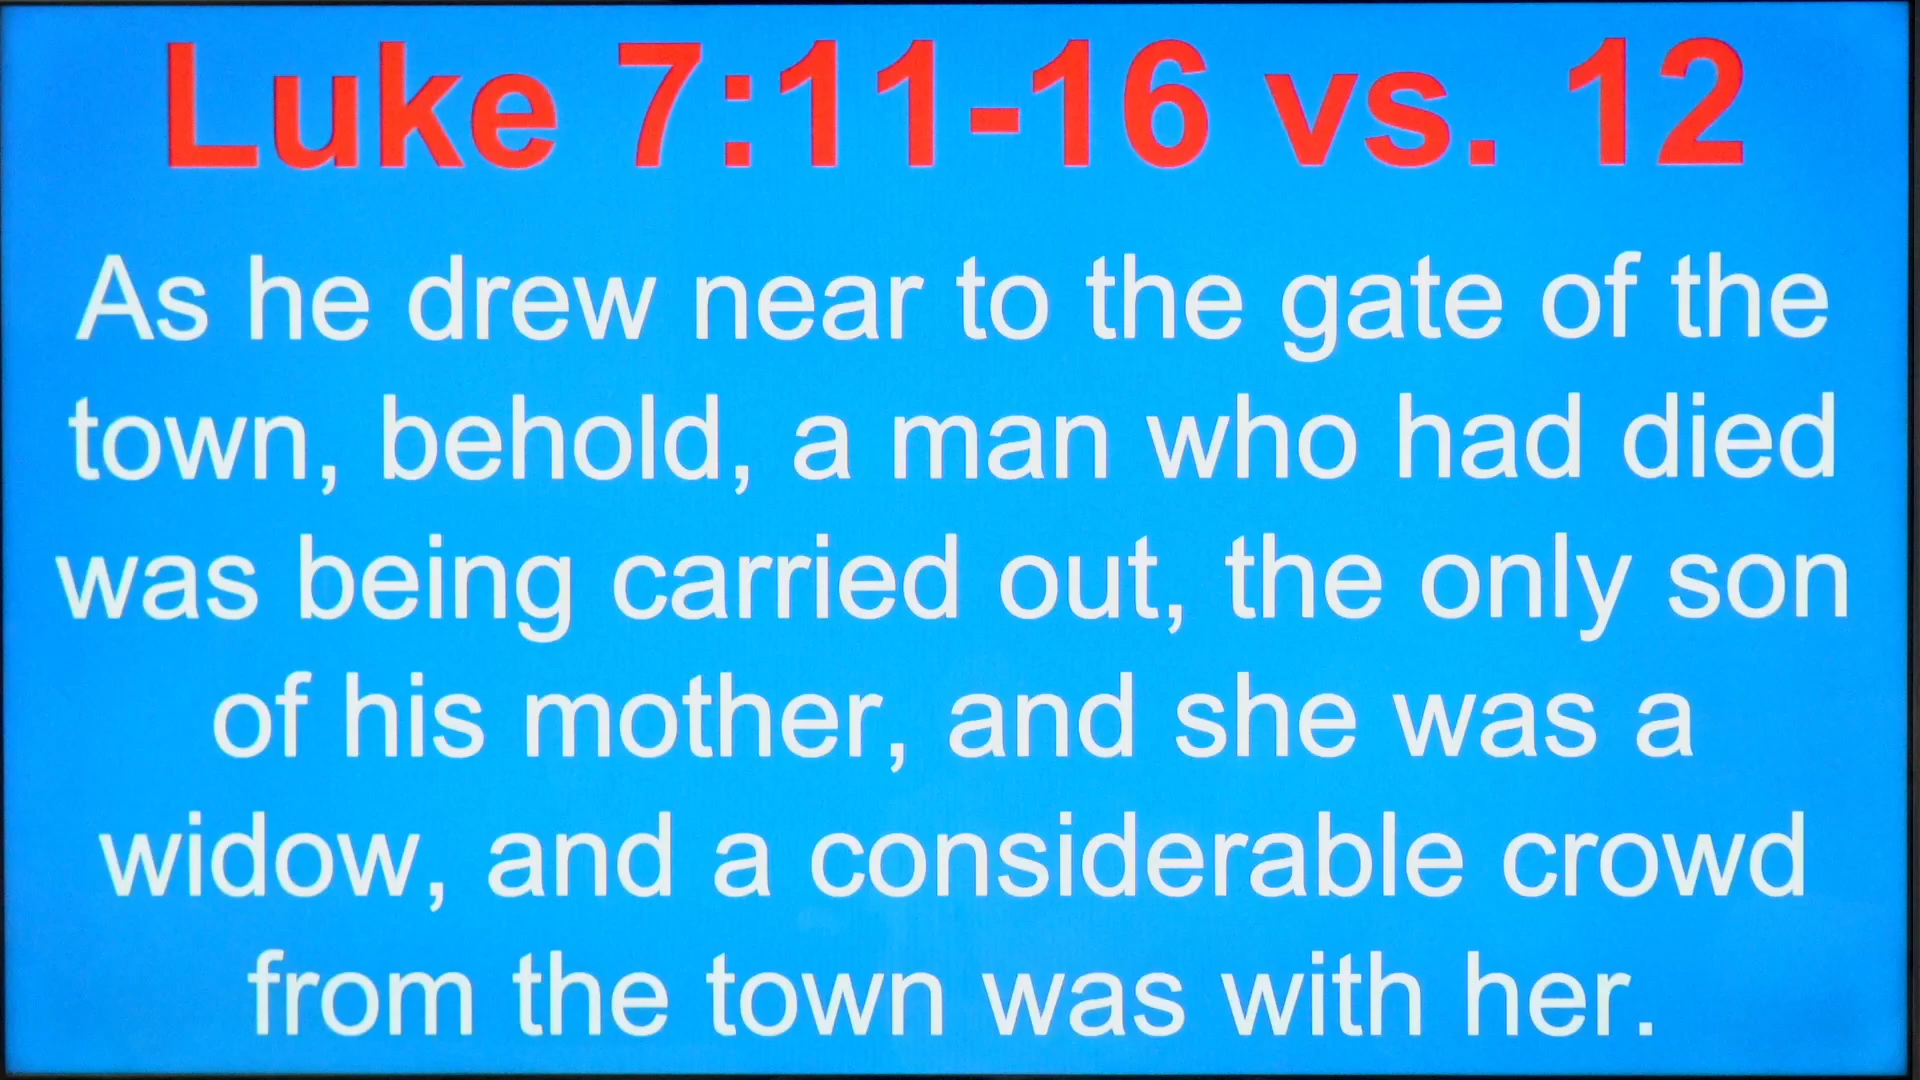 Luke 7:11-16 vs. 12
As he drew near to the gate of the
town, behold, a man who had died
was being carried out, the only son
of his mother, and she was a
widow, and a considerable crowd
from the town was with her.